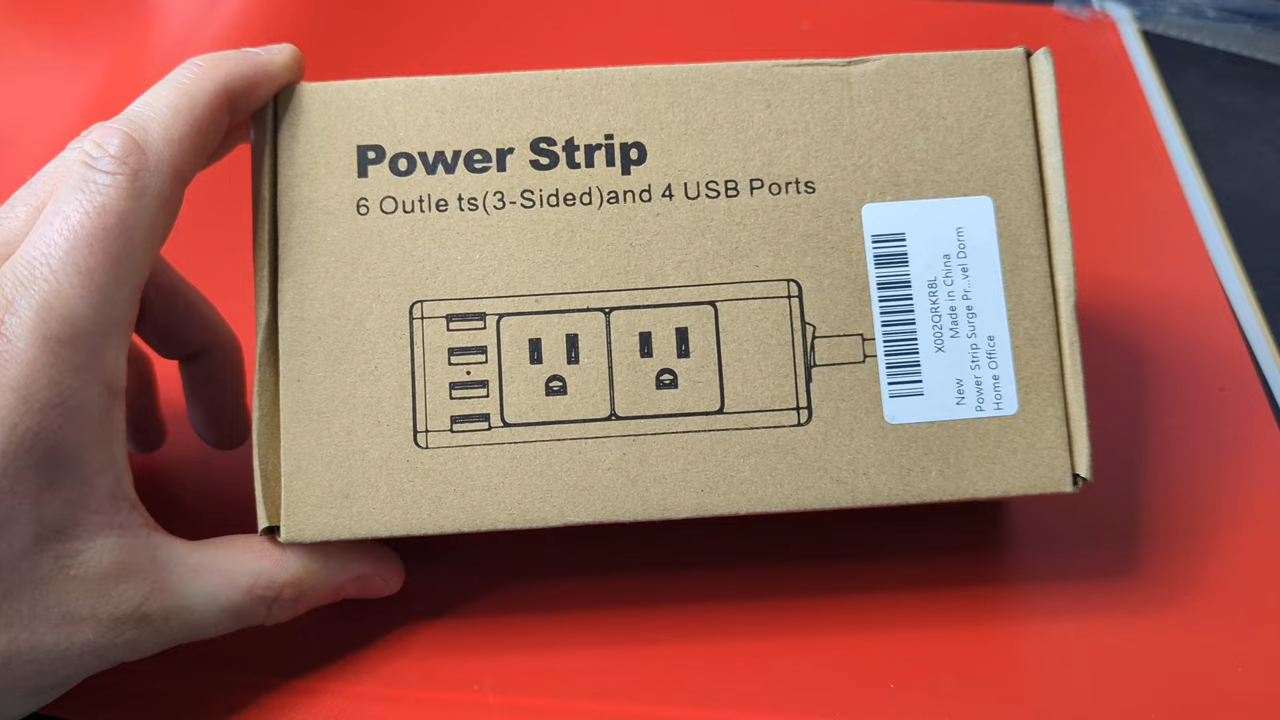 Power Strip
6 Outle ts(3-Sided)and 4 USB Ports
X002QRKR8L
Made in China
New
Power Strip Surge Pr...vel Dorm
Home Office